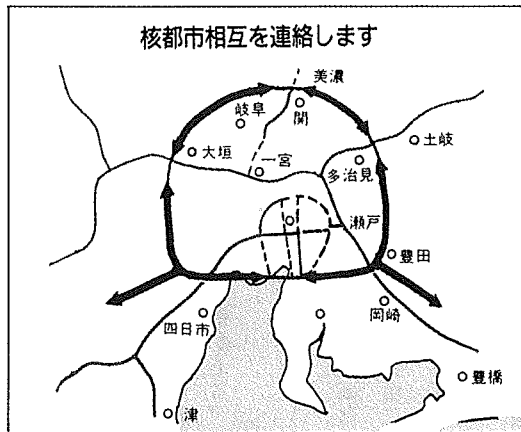 核都市相互を連絡します
美濃
関
岐阜
土岐
大垣
一宮
多治見
瀬戸
豊田
岡崎
四日市
豊橋
津